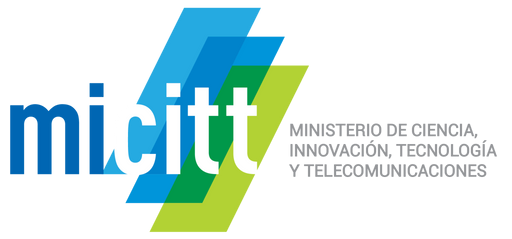 micitt
MINISTERIO DE CIENCIA,
INNOVACIÓN, TECNOLOGÍA
Y TELECOMUNICACIONES